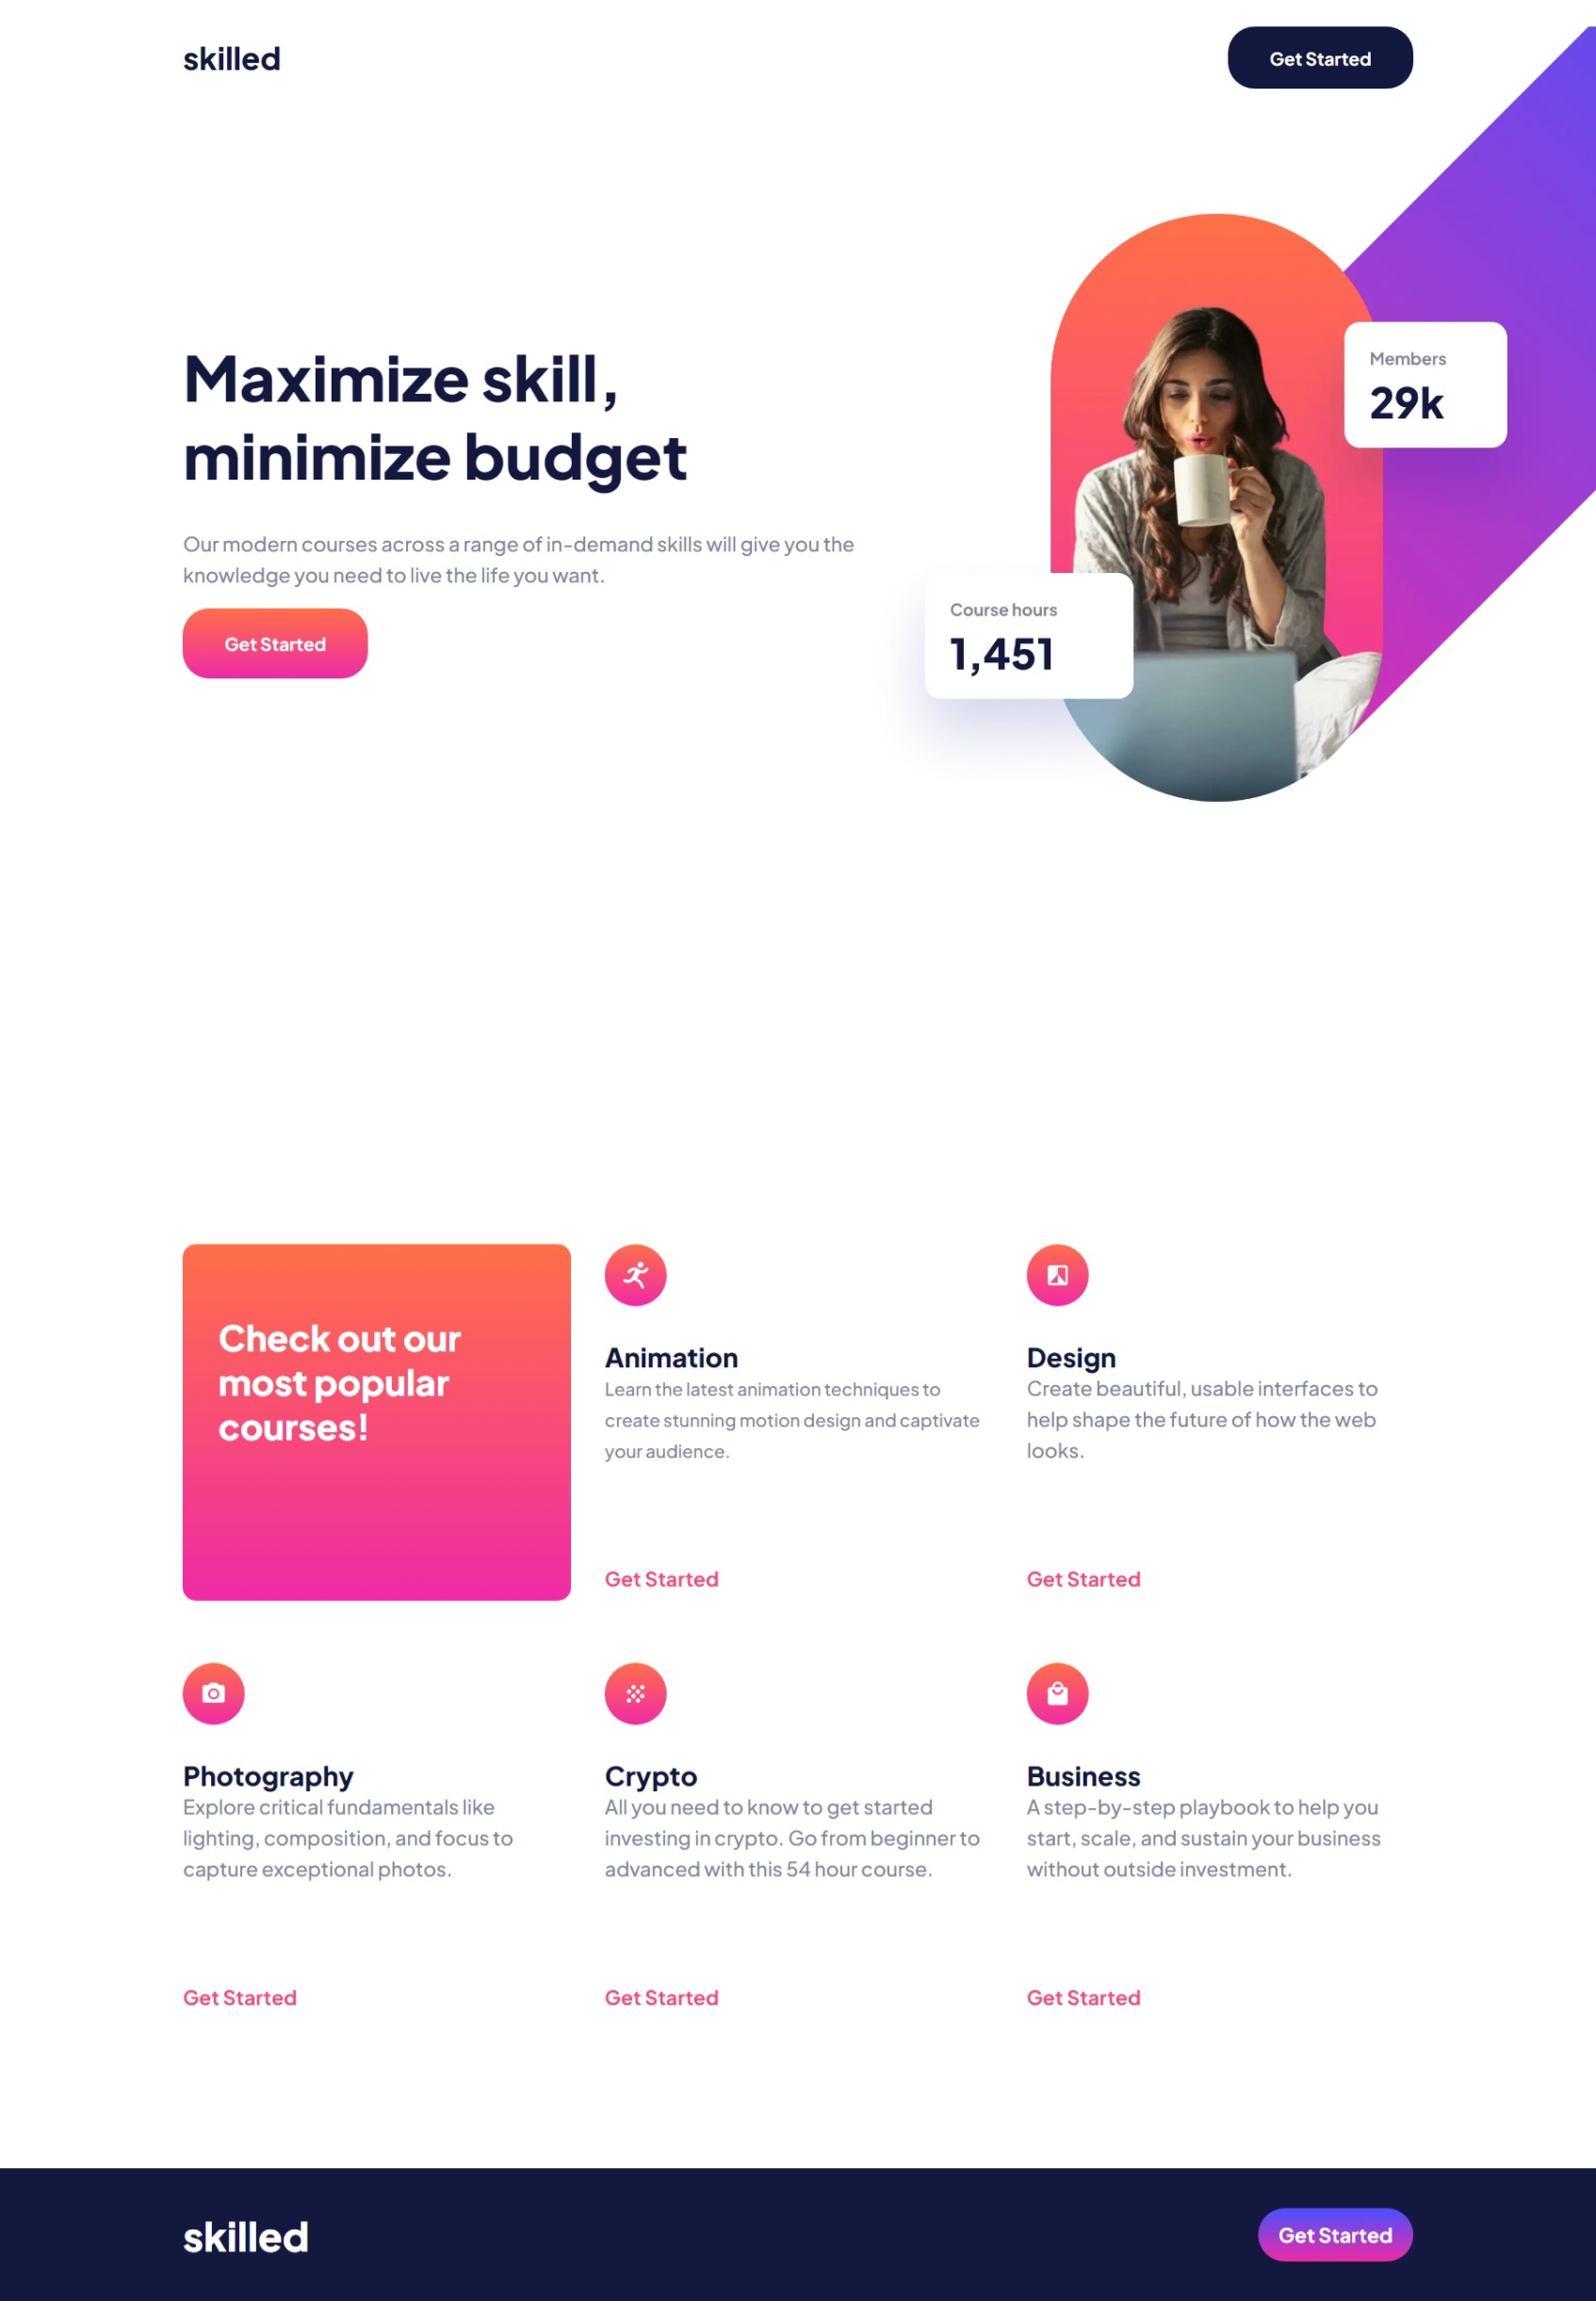 skilled
Get Started
Maximize skill,
minimize budget
Our modern courses across a range of in-demand skills will give you the
knowledge you need to live the life you want.
Get Started
Members
29k
Course hours
1,451
Check out our
most popular
courses!
Animation
Learn the latest animation techniques to
create stunning motion design and captivate
your audience.
Get Started
Design
Create beautiful, usable interfaces to
help shape the future of how the web
looks.
Get Started
Photography
Explore critical fundamentals like
lighting, composition, and focus to
capture exceptional photos.
Get Started
Crypto
All you need to know to get started
investing in crypto. Go from beginner to
advanced with this 54 hour course.
Get Started
Business
A step-by-step playbook to help you
start, scale, and sustain your business
without outside investment.
Get Started
skilled
Get Started